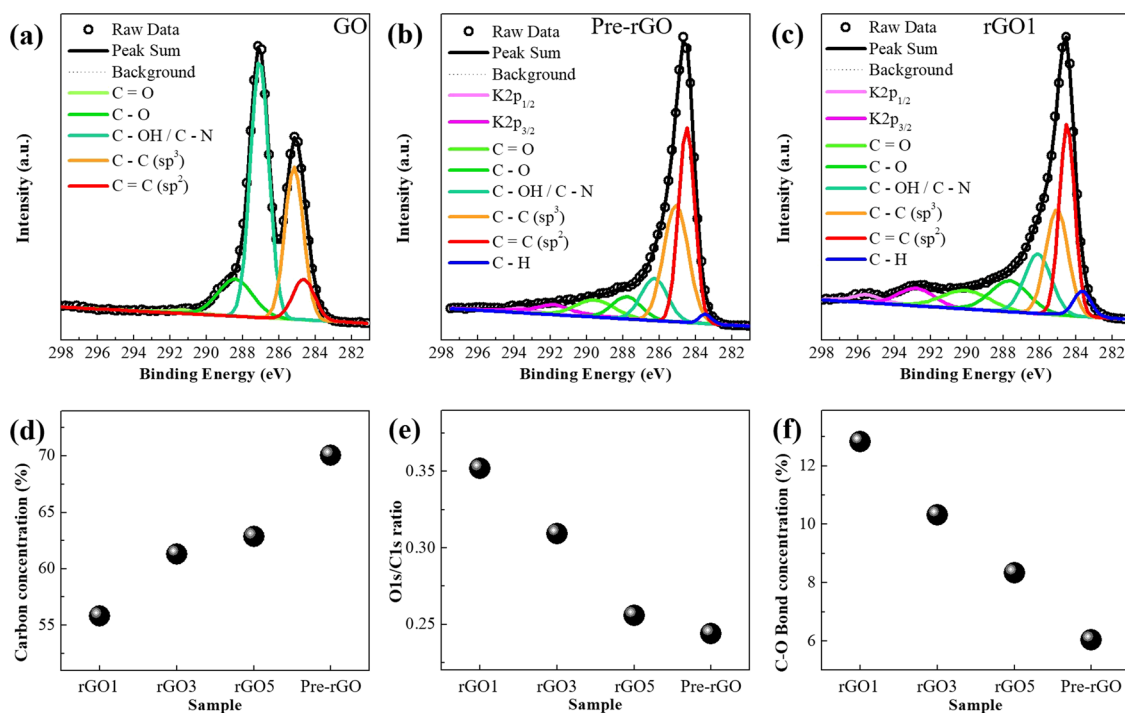 (a)
GO
Raw Data
Peak Sum
Background
C = O
C - O
C - OH / C - N
C - C (sp³)
C = C (sp²)
Intensity (a.u.)
298 296 294 292 290 288 286 284 282
Binding Energy (eV)
(b)
Pre-rGO
Raw Data
Peak Sum
Background
K2p₁/₂
K2p₃/₂
C = O
C - O
C - OH / C - N
C - C (sp³)
C = C (sp²)
C - H
Intensity (a.u.)
298 296 294 292 290 288 286 284 282
Binding Energy (eV)
(c)
rGO1
Raw Data
Peak Sum
Background
K2p₁/₂
K2p₃/₂
C = O
C - O
C - OH / C - N
C - C (sp³)
C = C (sp²)
C - H
Intensity (a.u.)
298 296 294 292 290 288 286 284 282
Binding Energy (eV)
(d)
Carbon concentration (%)
70
65
60
55
rGO1 rGO3 rGO5 Pre-rGO
Sample
(e)
O1s/C1s ratio
0.35
0.30
0.25
rGO1 rGO3 rGO5 Pre-rGO
Sample
(f)
C-O Bond concentration (%)
12
10
8
6
rGO1 rGO3 rGO5 Pre-rGO
Sample